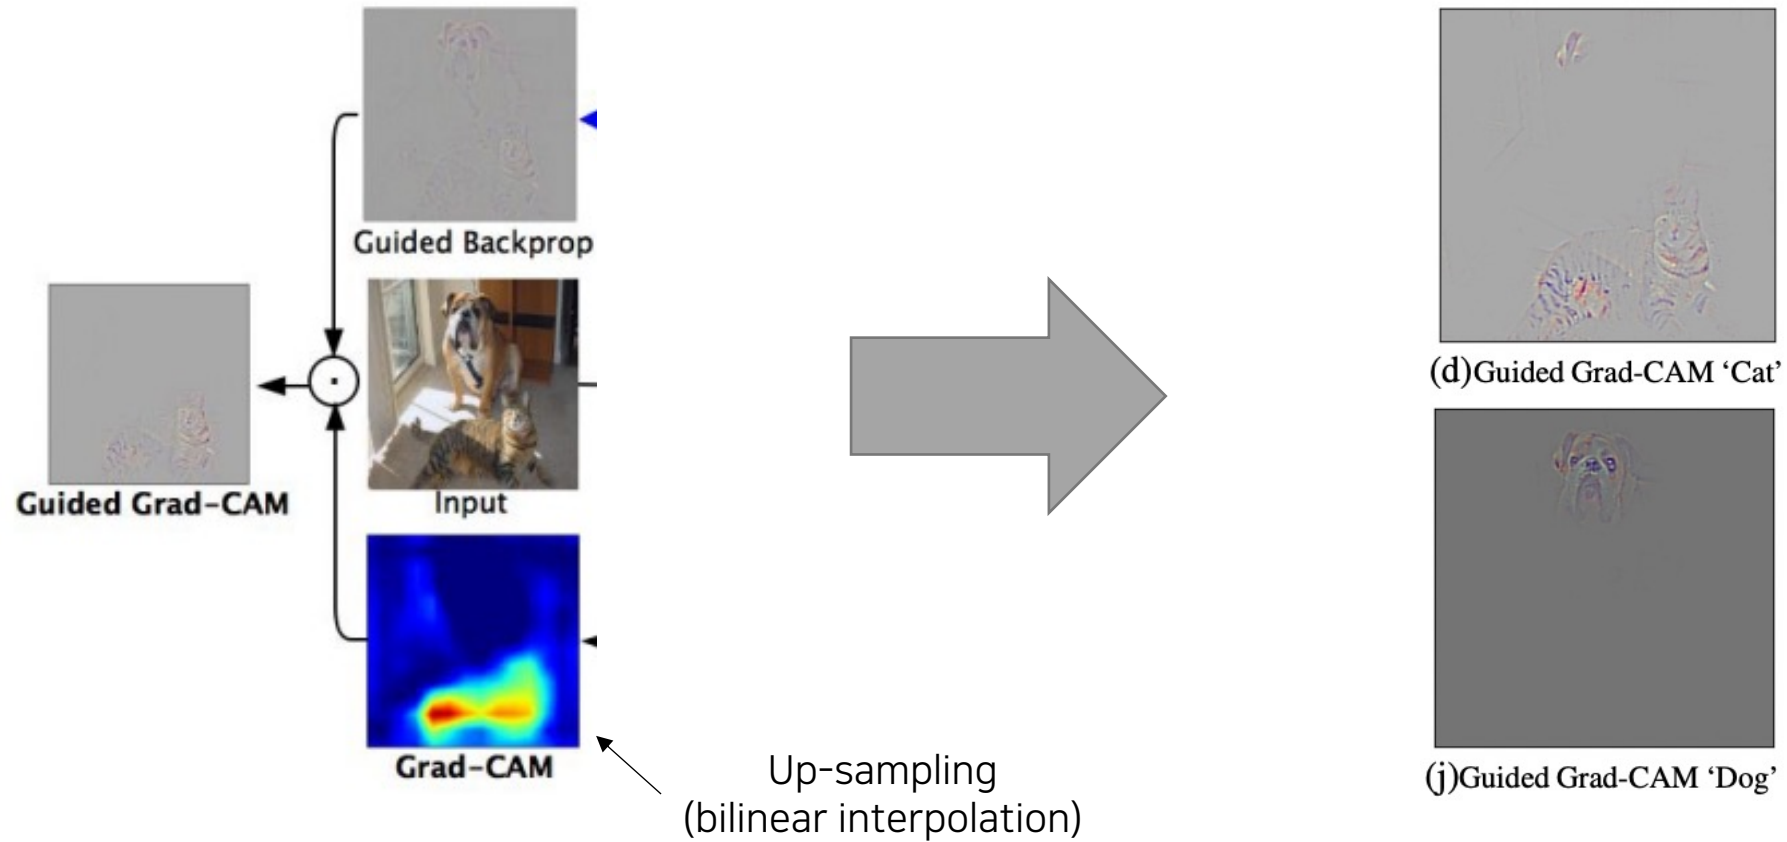 Guided Backprop
Guided Grad-CAM
Input
Grad-CAM
Up-sampling
(bilinear interpolation)
(d)Guided Grad-CAM ‘Cat’
(j)Guided Grad-CAM ‘Dog’